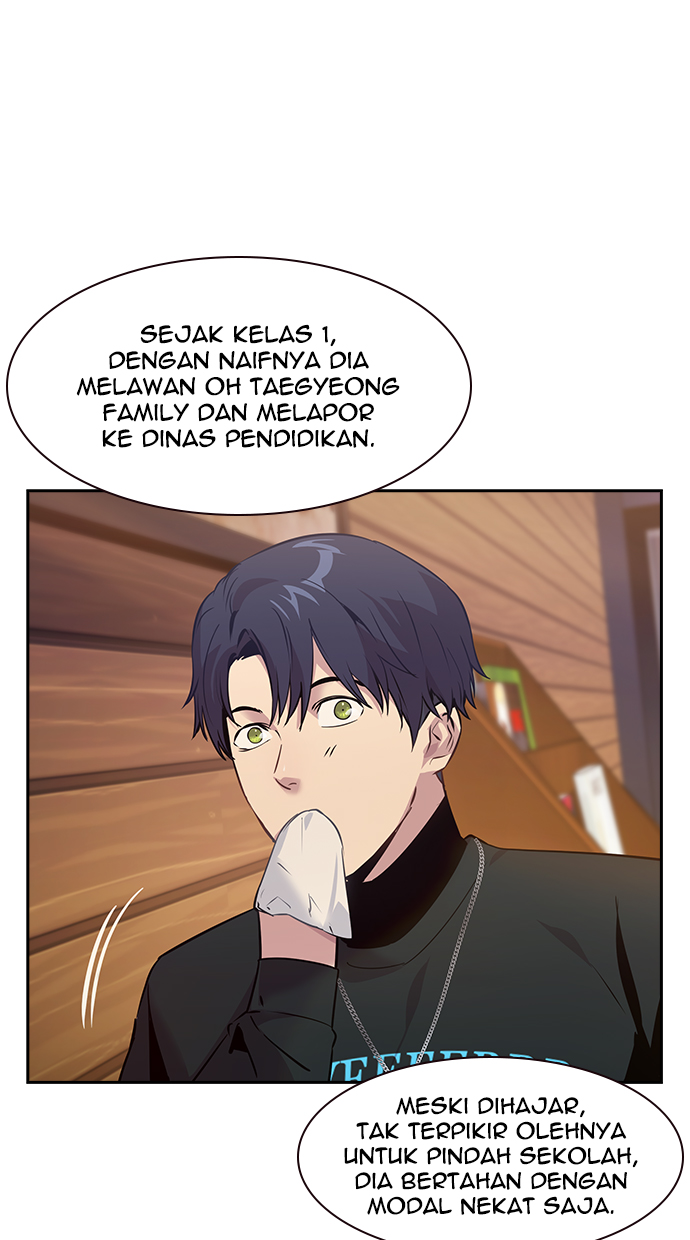 SEJAK KELAS 1,
DENGAN NAIFNYA DIA
MELAWAN OH TAEGYEONG
FAMILY DAN MELAPOR
KE DINAS PENDIDIKAN.
MESKI DIHAJAR,
TAK TERPIKIR OLEHNYA
UNTUK PINDAH SEKOLAH,
DIA BERTAHAN DENGAN
MODAL NEKAT SAJA.